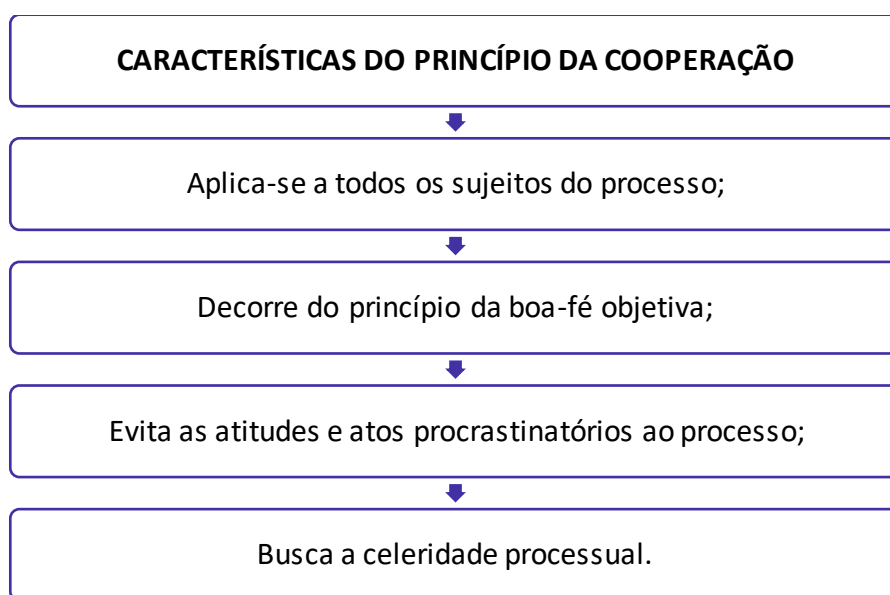 CARACTERÍSTICAS DO PRINCÍPIO DA COOPERAÇÃO
Aplica-se a todos os sujeitos do processo;
Decorre do princípio da boa-fé objetiva;
Evita as atitudes e atos procrastinatórios ao processo;
Busca a celeridade processual.